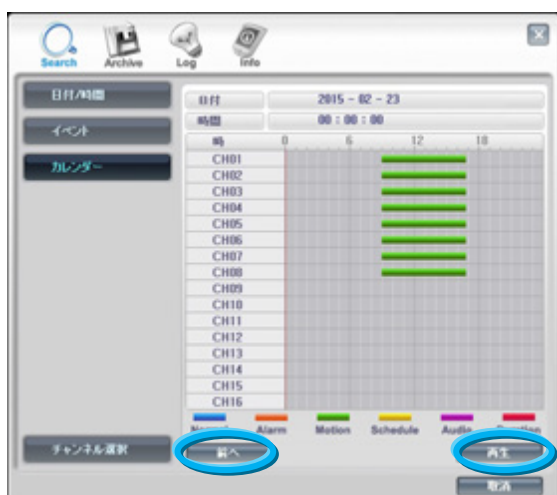 Search Archive Log Info
日付/時間
イベント
カレンダー
日付 2015 - 02 - 23
時間 00 : 00 : 00
時 0 6 12 18
CH01
CH02
CH03
CH04
CH05
CH06
CH07
CH08
CH09
CH10
CH11
CH12
CH13
CH14
CH15
CH16
Normal Alarm Motion Schedule Audio
チャンネル選択 前へ 再生
取消